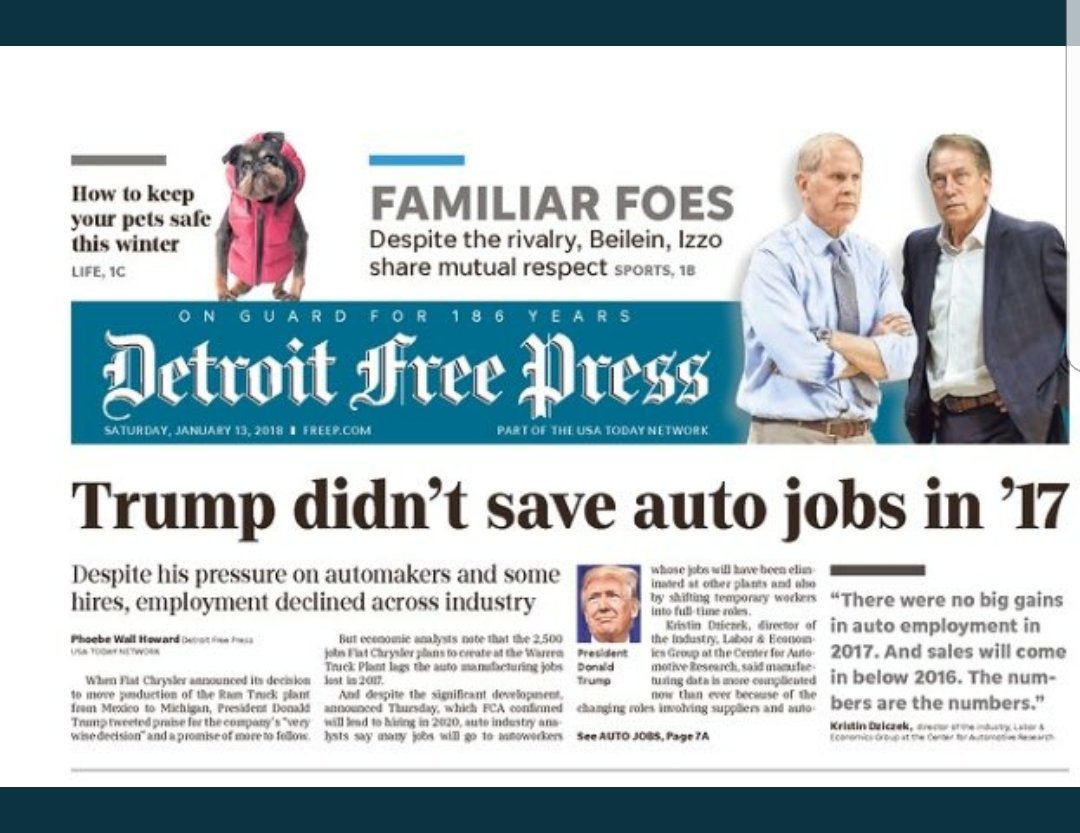 How to keep
your pets safe
this winter
LIFE, 1C
FAMILIAR FOES
Despite the rivalry, Beilein, Izzo
share mutual respect SPORTS, 1B
ON GUARD FOR 186 YEARS
Detroit Free Press
SATURDAY, JANUARY 13, 2018 ▮ FREEP.COM
PART OF THE USA TODAY NETWORK
Trump didn't save auto jobs in '17
Despite his pressure on automakers and some
hires, employment declined across industry
Phoebe Wall Howard Detroit Free Press
USA TODAY NETWORK
When Fiat Chrysler announced its decision
to move production of the Ram Truck plant
from Mexico to Michigan, President Donald
Trump tweeted praise for the company's "very
wise decision" and a promise of more to follow.
But economic analysts note that the 2,500
jobs Fiat Chrysler plans to create at the Warren
Truck Plant lags the auto manufacturing jobs
lost in 2017.
And despite the significant development,
announced Thursday, which FCA confirmed
will lead to hiring in 2020, auto industry ana-
lysts say many jobs will go to autoworkers
President
Donald
Trump
whose jobs will have been elim-
inated at other plants and also
by shifting temporary workers
into full-time roles.
Kristin Dziczek, director of
the Industry, Labor & Econom-
ics Group at the Center for Auto-
motive Research, said manufac-
turing data is more complicated
now than ever because of the
changing roles involving suppliers and auto-
See AUTO JOBS, Page 7A
"There were no big gains
in auto employment in
2017. And sales will come
in below 2016. The num-
bers are the numbers."
Kristin Dziczek, director of the Industry, Labor &
Economics Group at the Center for Automotive Research